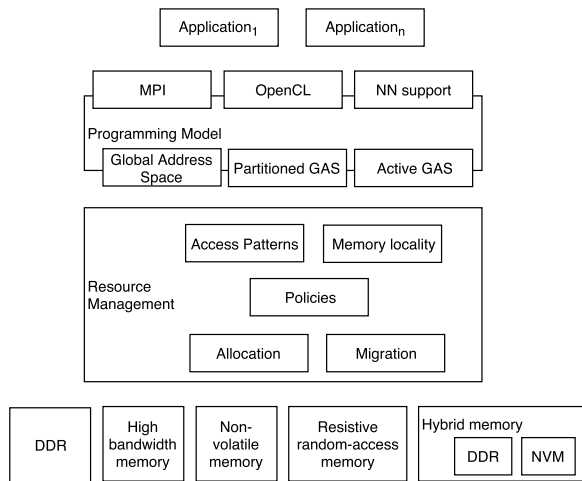 Application1
Applicationn
MPI
OpenCL
NN support
Programming Model
Global Address
Space
Partitioned GAS
Active GAS
Access Patterns
Memory locality
Resource
Management
Policies
Allocation
Migration
DDR
High
bandwidth
memory
Non-
volatile
memory
Resistive
random-access
memory
Hybrid memory
DDR
NVM